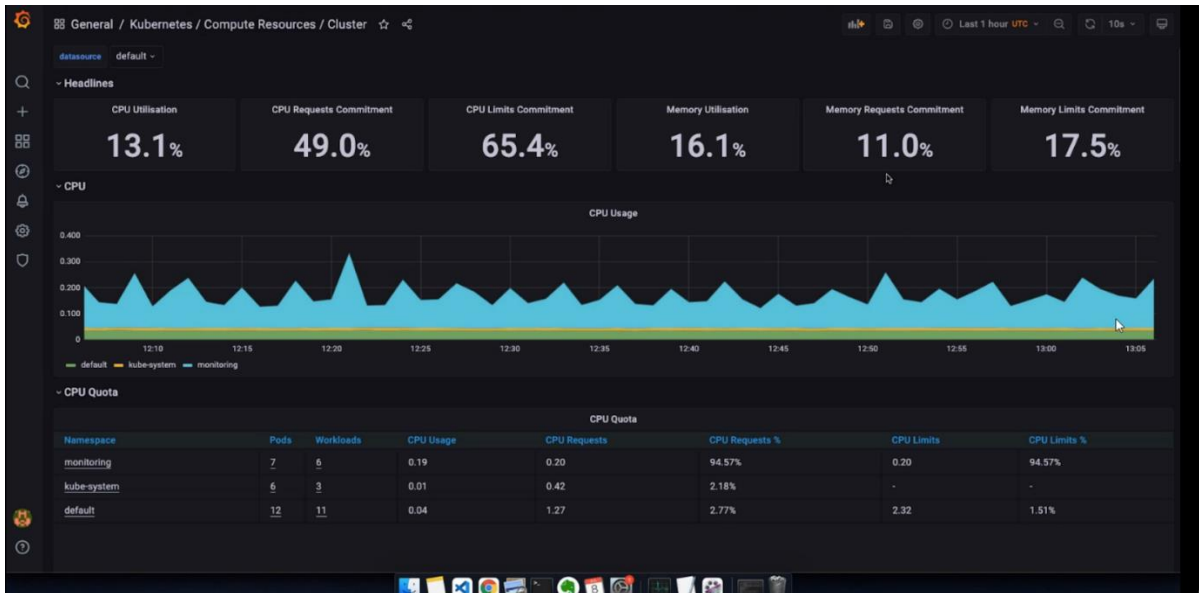 General / Kubernetes / Compute Resources / Cluster
Last 1 hour UTC
10s
datasource default
Headlines
CPU Utilisation
13.1%
CPU Requests Commitment
49.0%
CPU Limits Commitment
65.4%
Memory Utilisation
16.1%
Memory Requests Commitment
11.0%
Memory Limits Commitment
17.5%
CPU
CPU Usage
0.400
0.300
0.200
0.100
0
12:10 12:15 12:20 12:25 12:30 12:35 12:40 12:45 12:50 12:55 13:00 13:05
default kube-system monitoring
CPU Quota
CPU Quota
Namespace Pods Workloads CPU Usage CPU Requests CPU Requests % CPU Limits CPU Limits %
monitoring 7 6 0.19 0.20 94.57% 0.20 94.57%
kube-system 6 3 0.01 0.42 2.18% - -
default 12 11 0.04 1.27 2.77% 2.32 1.51%
8